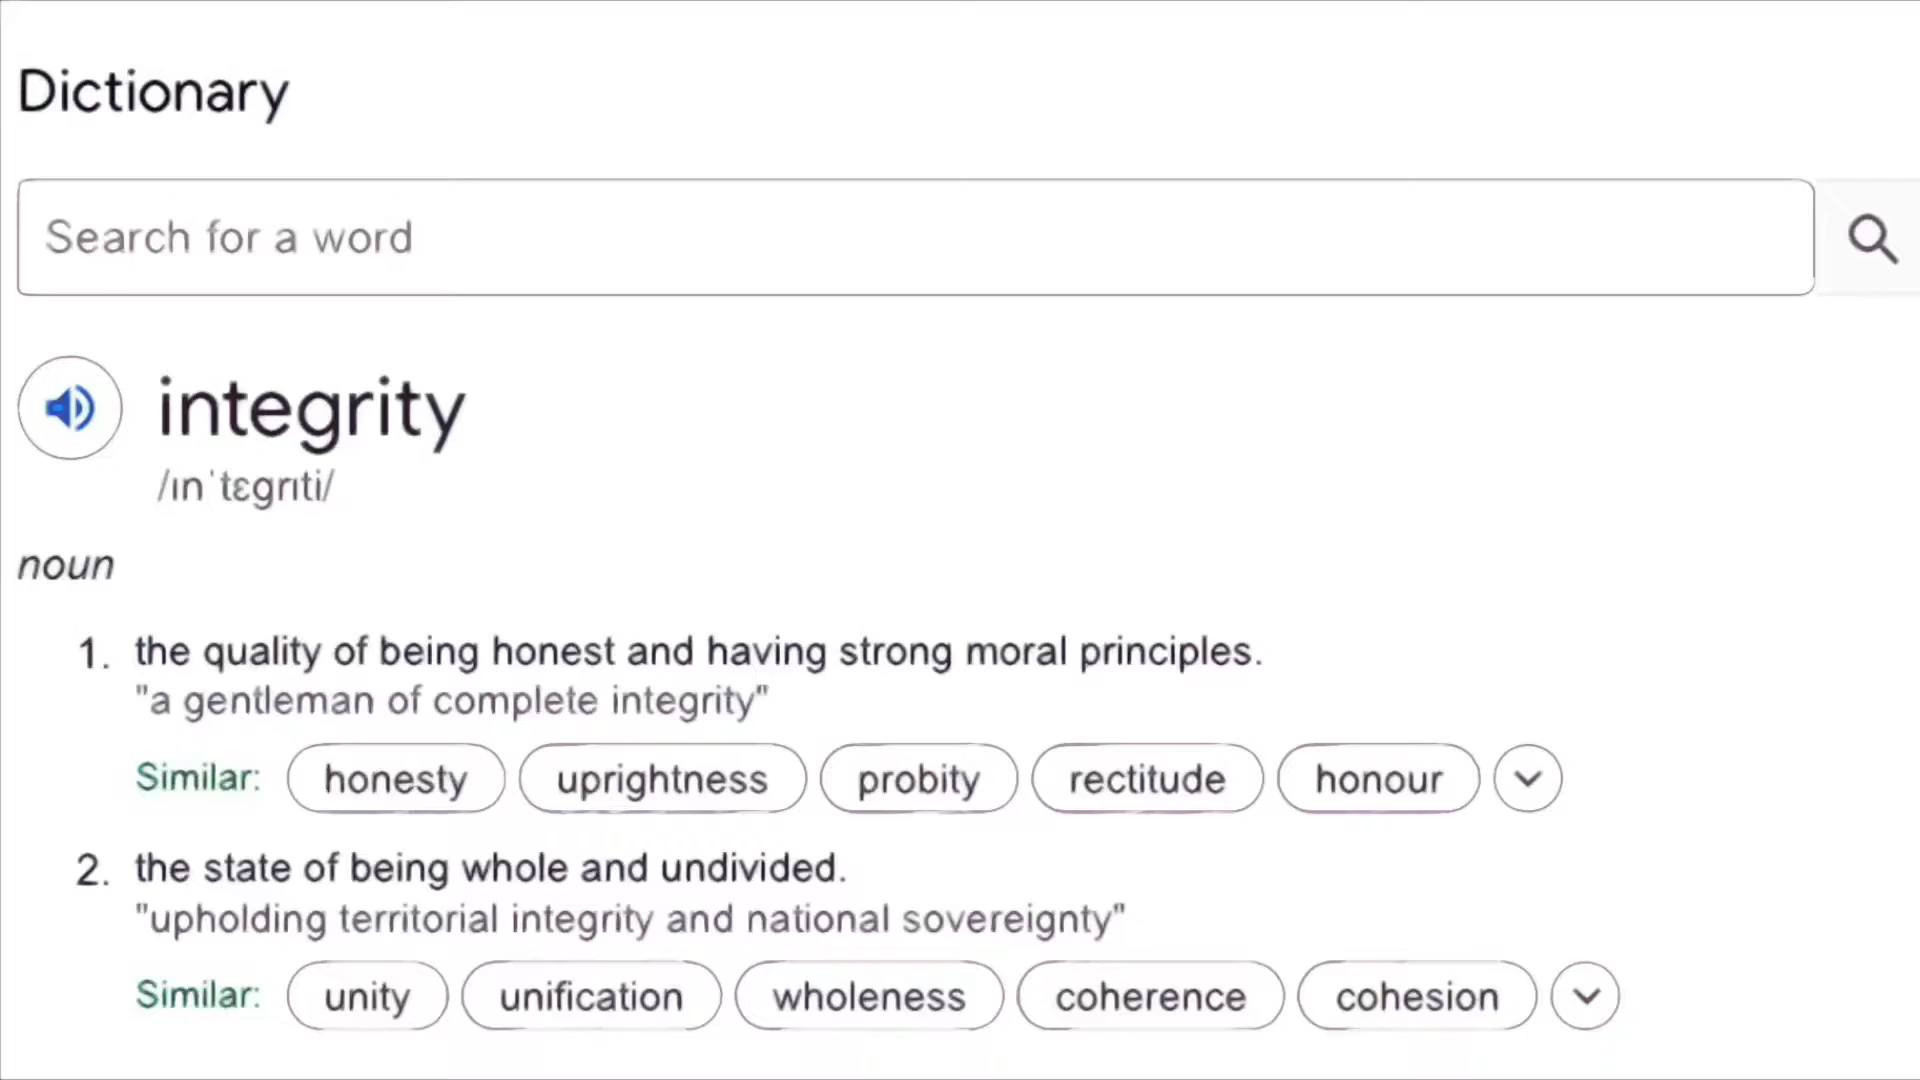 Dictionary
Search for a word
integrity
/ɪnˈtɛɡrɪti/
noun
1. the quality of being honest and having strong moral principles.
"a gentleman of complete integrity"
Similar: honesty uprightness probity rectitude honour
2. the state of being whole and undivided.
"upholding territorial integrity and national sovereignty"
Similar: unity unification wholeness coherence cohesion